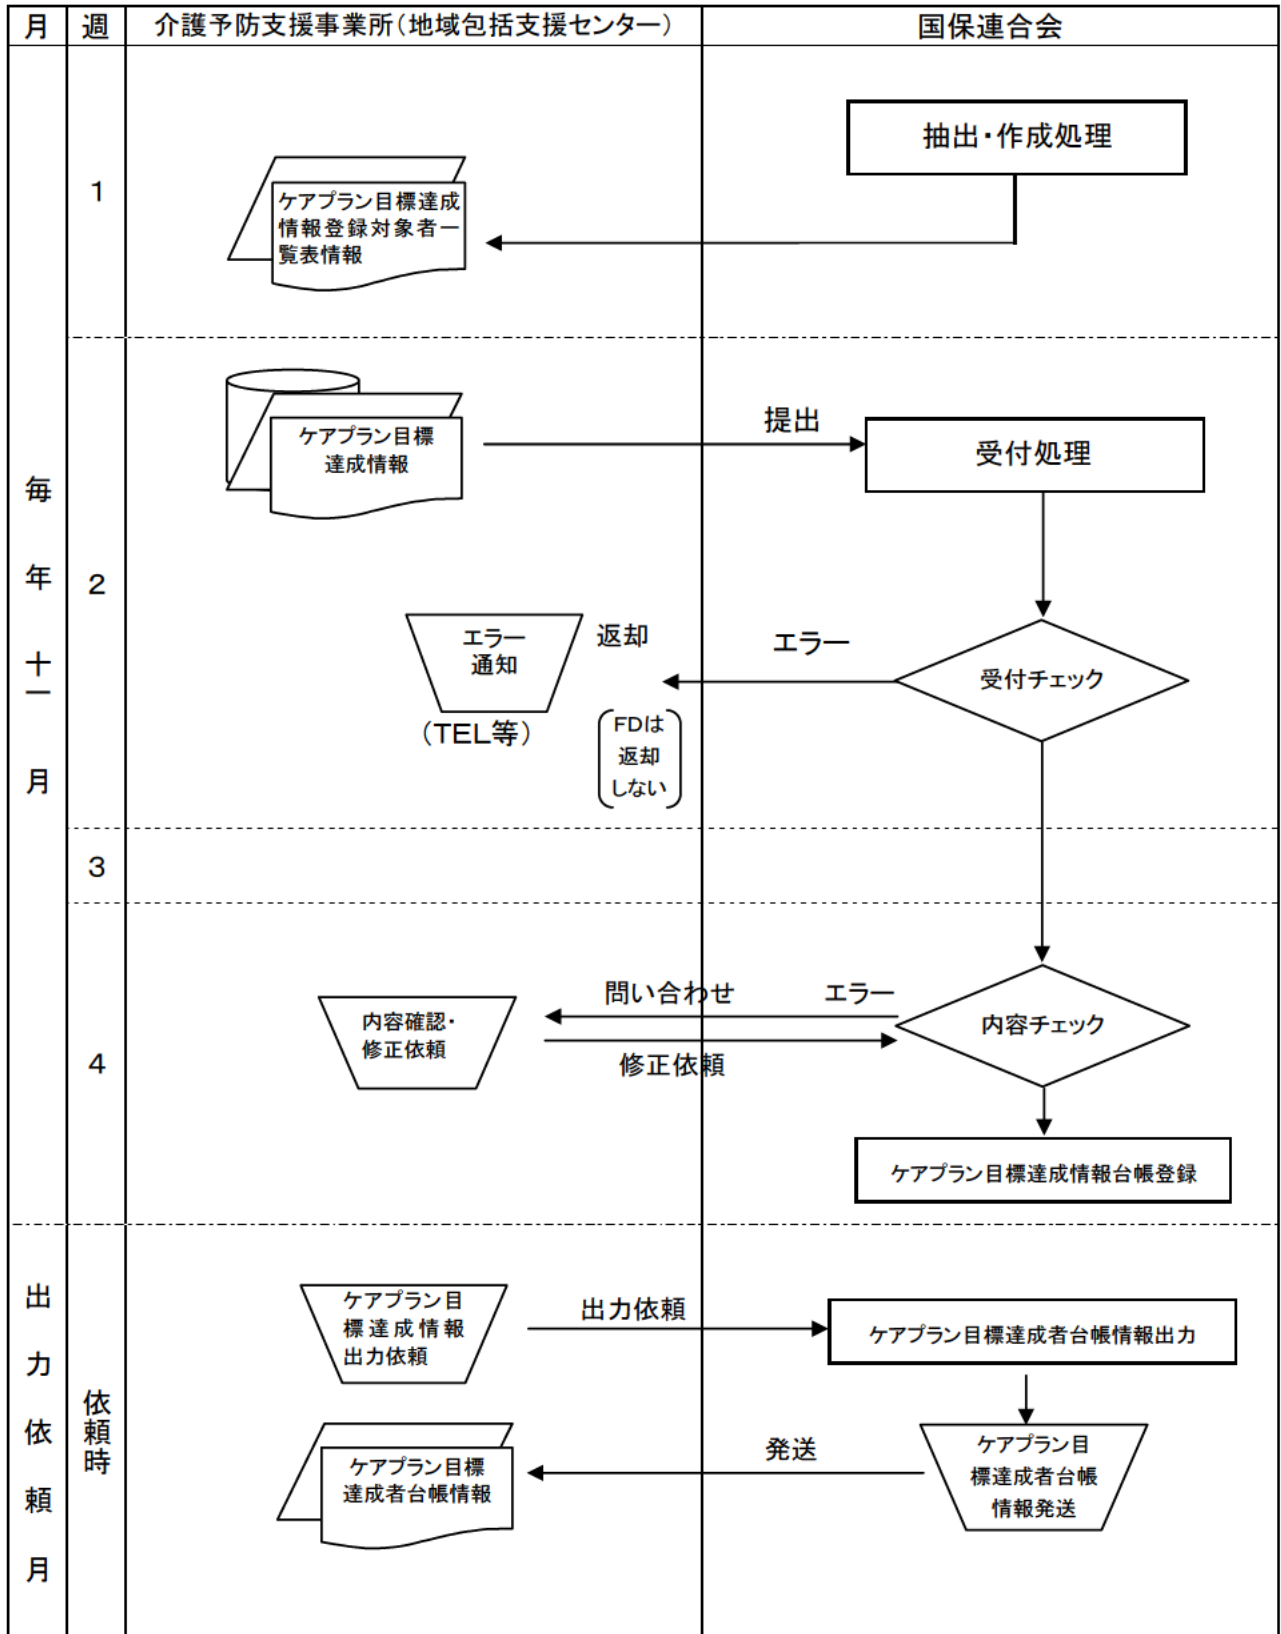 月 週 介護予防支援事業所（地域包括支援センター） 国保連合会
毎年十一月
1
抽出・作成処理
ケアプラン目標達成
情報登録対象者一
覧表情報
2
ケアプラン目標
達成情報
提出
受付処理
エラー
通知
（TEL等）
返却
エラー
受付チェック
FDは
返却
しない
3
4
内容確認・
修正依頼
問い合わせ
エラー
修正依頼
内容チェック
ケアプラン目標達成情報台帳登録
出力依頼月
依頼時
ケアプラン目
標達成情報
出力依頼
出力依頼
ケアプラン目標達成者台帳情報出力
ケアプラン目標
達成者台帳情報
発送
ケアプラン目
標達成者台帳
情報発送